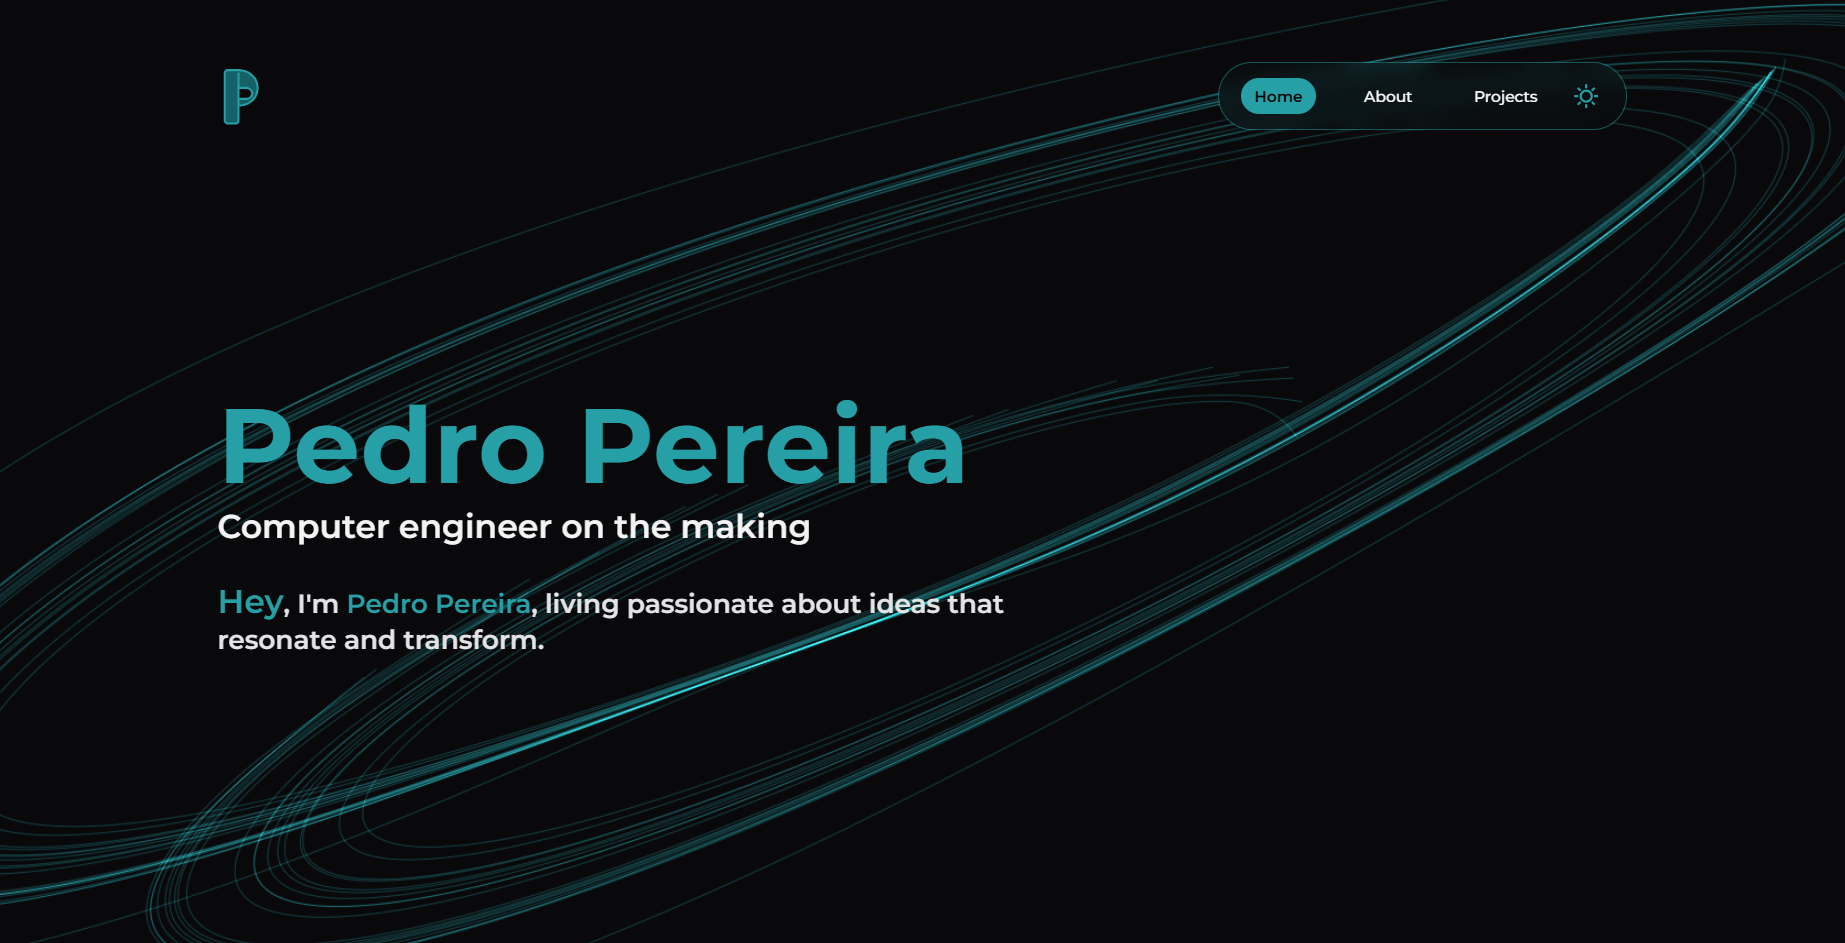 P
Home About Projects
Pedro Pereira
Computer engineer on the making
Hey, I'm Pedro Pereira, living passionate about ideas that
resonate and transform.